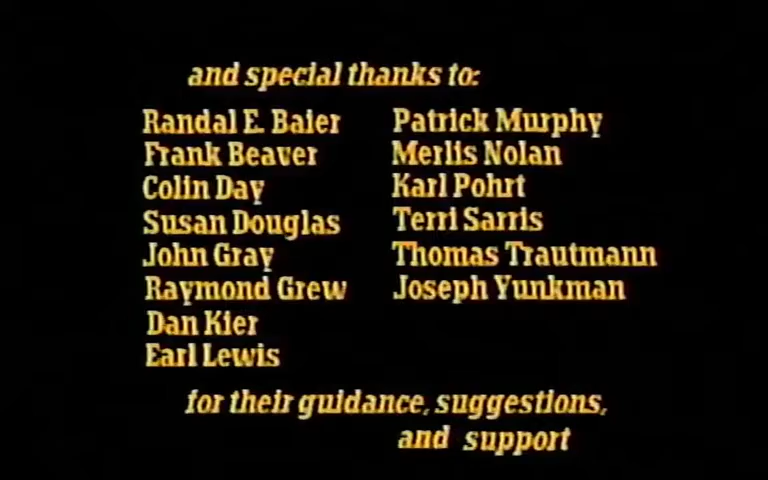 and special thanks to:
Randal E. Baier
Frank Beaver
Colin Day
Susan Douglas
John Gray
Raymond Grew
Dan Kier
Earl Lewis
Patrick Murphy
Merlis Nolan
Karl Pohrt
Terri Sarris
Thomas Trautmann
Joseph Yunkman
for their guidance, suggestions,
and support